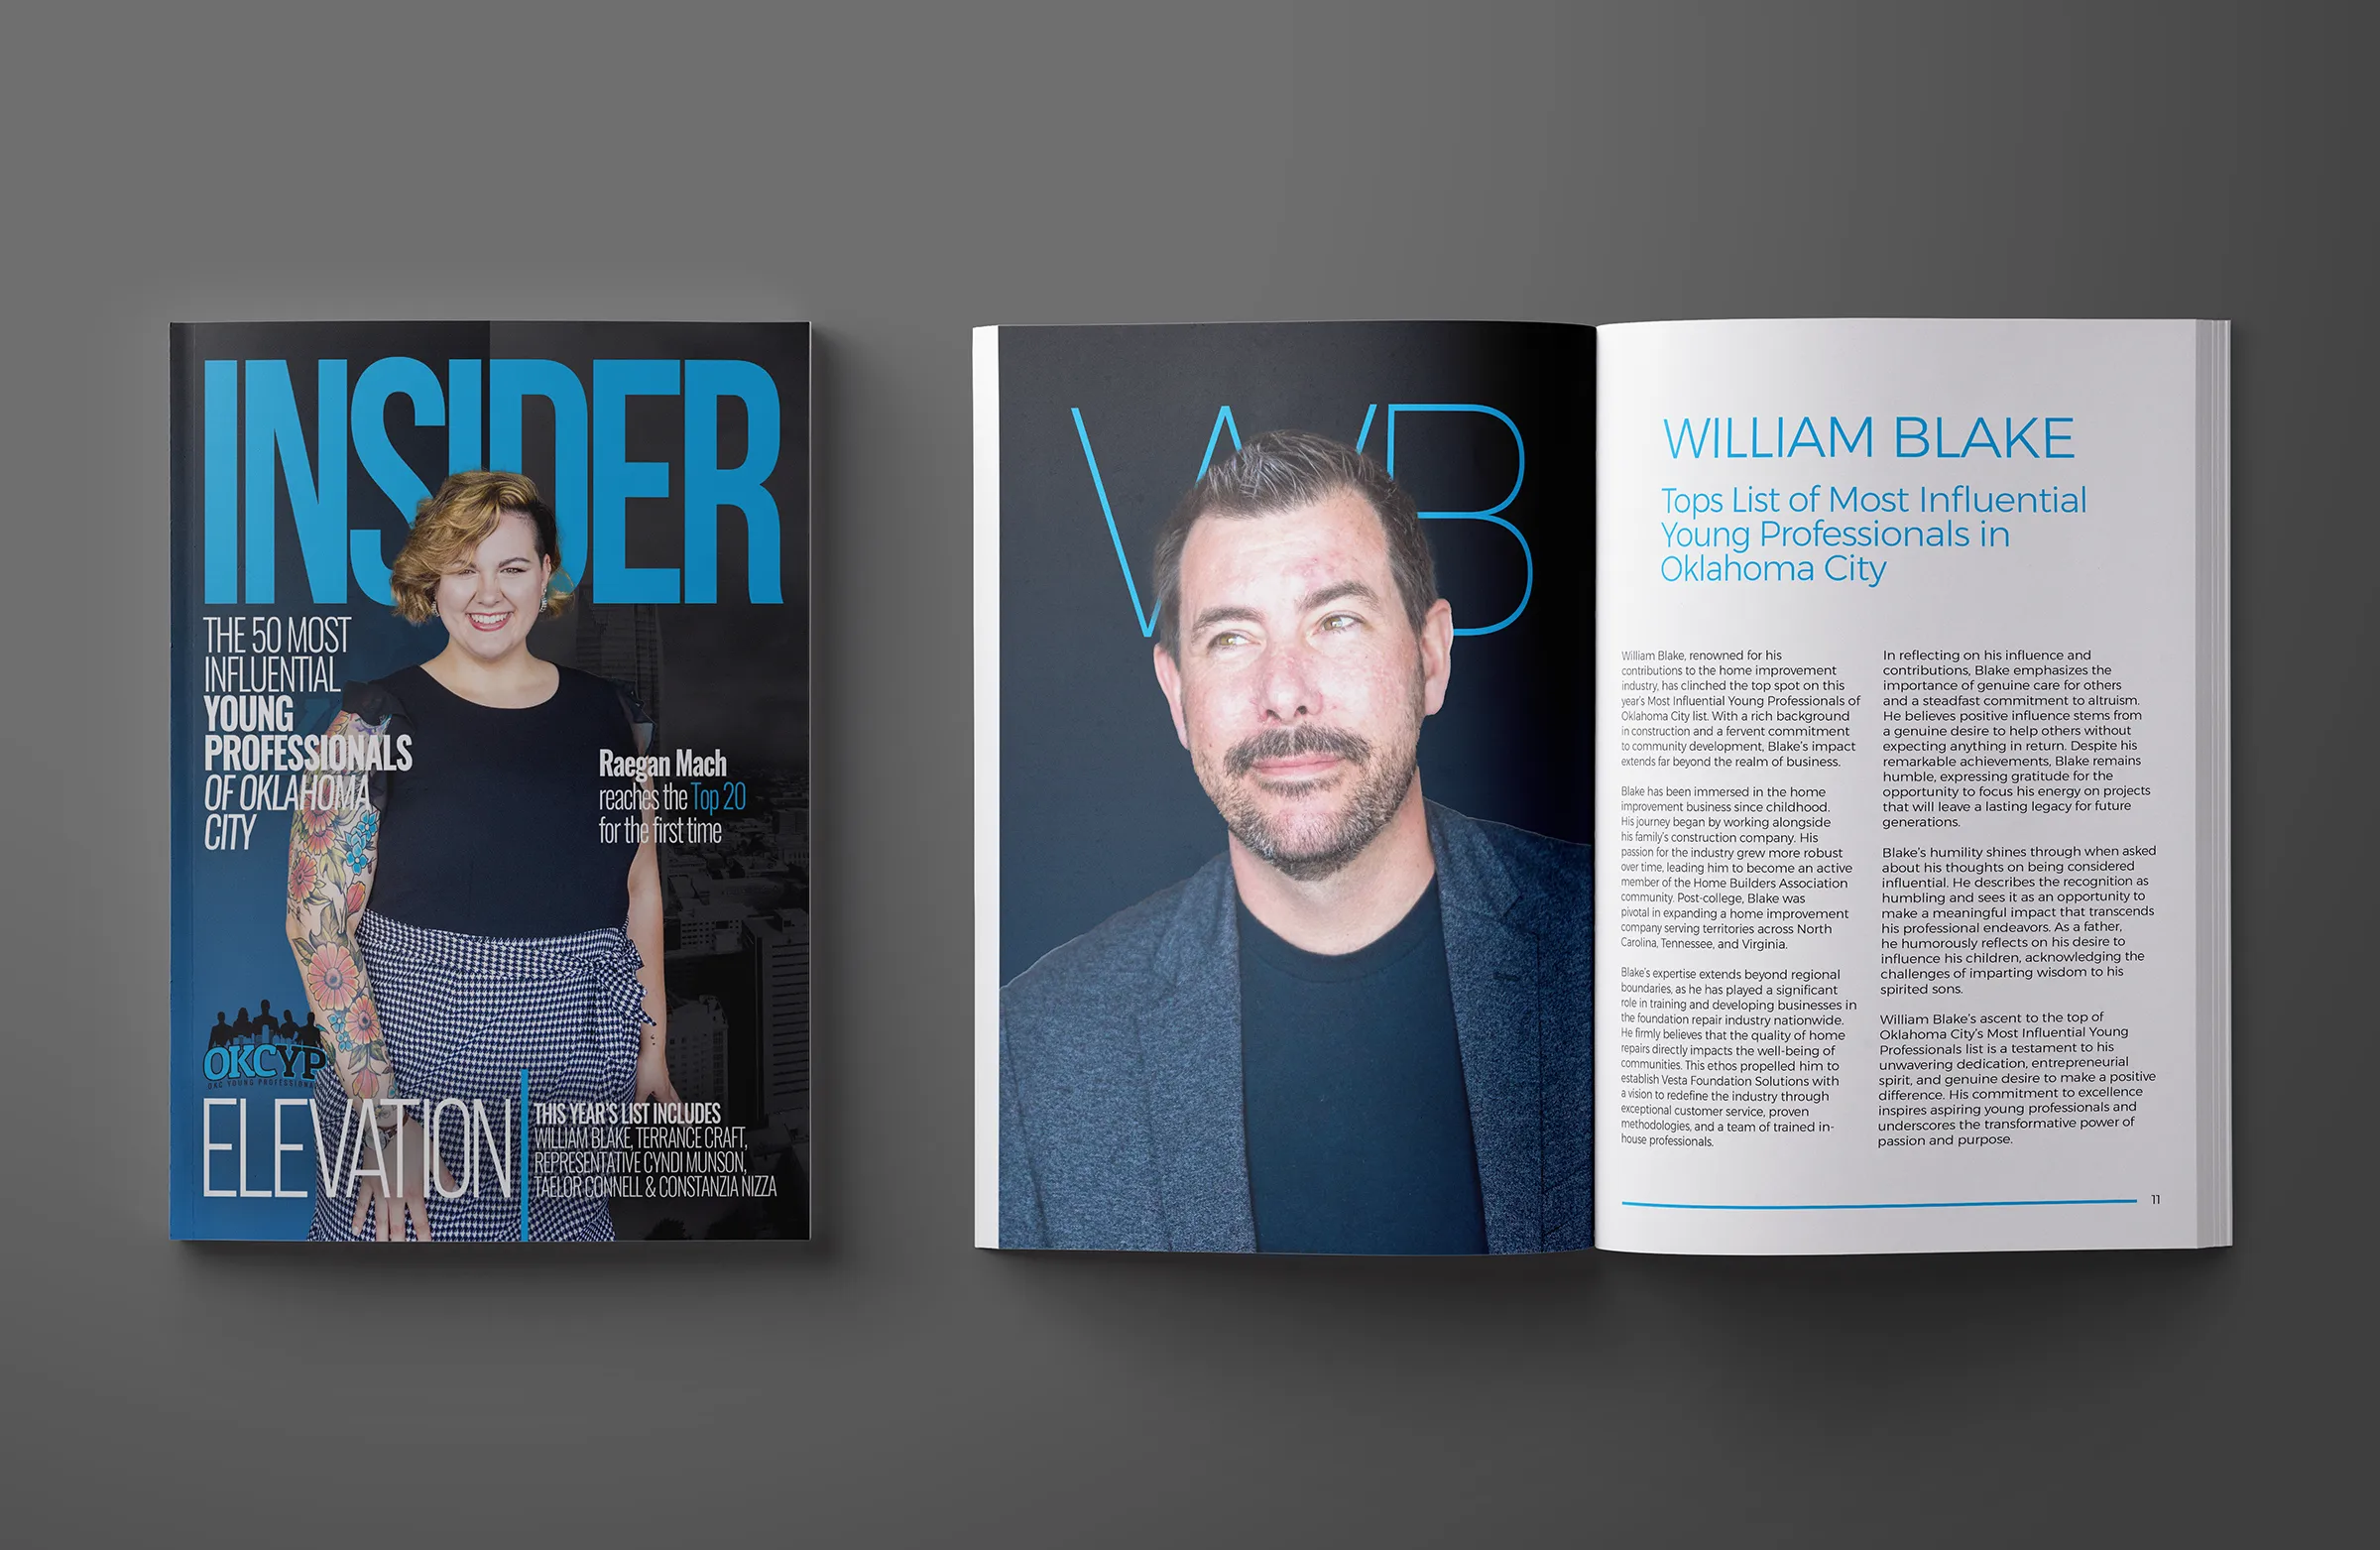 INSIDER
THE 50 MOST
INFLUENTIAL
YOUNG
PROFESSIONALS
OF OKLAHOMA
CITY
Raegan Mach
reaches the Top 20
for the first time
OKCYP
OKC YOUNG PROFESSIONALS
ELEVATION
THIS YEAR'S LIST INCLUDES
WILLIAM BLAKE, TERRANCE CRAFT,
REPRESENTATIVE CYNDI MUNSON,
TAELOR CONNELL & CONSTANZIA NIZZA
WB
WILLIAM BLAKE
Tops List of Most Influential
Young Professionals in
Oklahoma City
William Blake, renowned for his
contributions to the home improvement
industry, has clinched the top spot on this
year's Most Influential Young Professionals of
Oklahoma City list. With a rich background
in construction and a fervent commitment
to community development, Blake's impact
extends far beyond the realm of business.
Blake has been immersed in the home
improvement business since childhood.
His journey began by working alongside
his family's construction company. His
passion for the industry grew more robust
over time, leading him to become an active
member of the Home Builders Association
community. Post-college, Blake was
pivotal in expanding a home improvement
company serving territories across North
Carolina, Tennessee, and Virginia.
Blake's expertise extends beyond regional
boundaries, as he has played a significant
role in training and developing businesses in
the foundation repair industry nationwide.
He firmly believes that the quality of home
repairs directly impacts the well-being of
communities. This ethos propelled him to
establish Vesta Foundation Solutions with
a vision to redefine the industry through
exceptional customer service, proven
methodologies, and a team of trained in-
house professionals.
In reflecting on his influence and
contributions, Blake emphasizes the
importance of genuine care for others
and a steadfast commitment to altruism.
He believes positive influence stems from
a genuine desire to help others without
expecting anything in return. Despite his
remarkable achievements, Blake remains
humble, expressing gratitude for the
opportunity to focus his energy on projects
that will leave a lasting legacy for future
generations.
Blake's humility shines through when asked
about his thoughts on being considered
influential. He describes the recognition as
humbling and sees it as an opportunity to
make a meaningful impact that transcends
his professional endeavors. As a father,
he humorously reflects on his desire to
influence his children, acknowledging the
challenges of imparting wisdom to his
spirited sons.
William Blake's ascent to the top of
Oklahoma City's Most Influential Young
Professionals list is a testament to his
unwavering dedication, entrepreneurial
spirit, and genuine desire to make a positive
difference. His commitment to excellence
inspires aspiring young professionals and
underscores the transformative power of
passion and purpose.
11